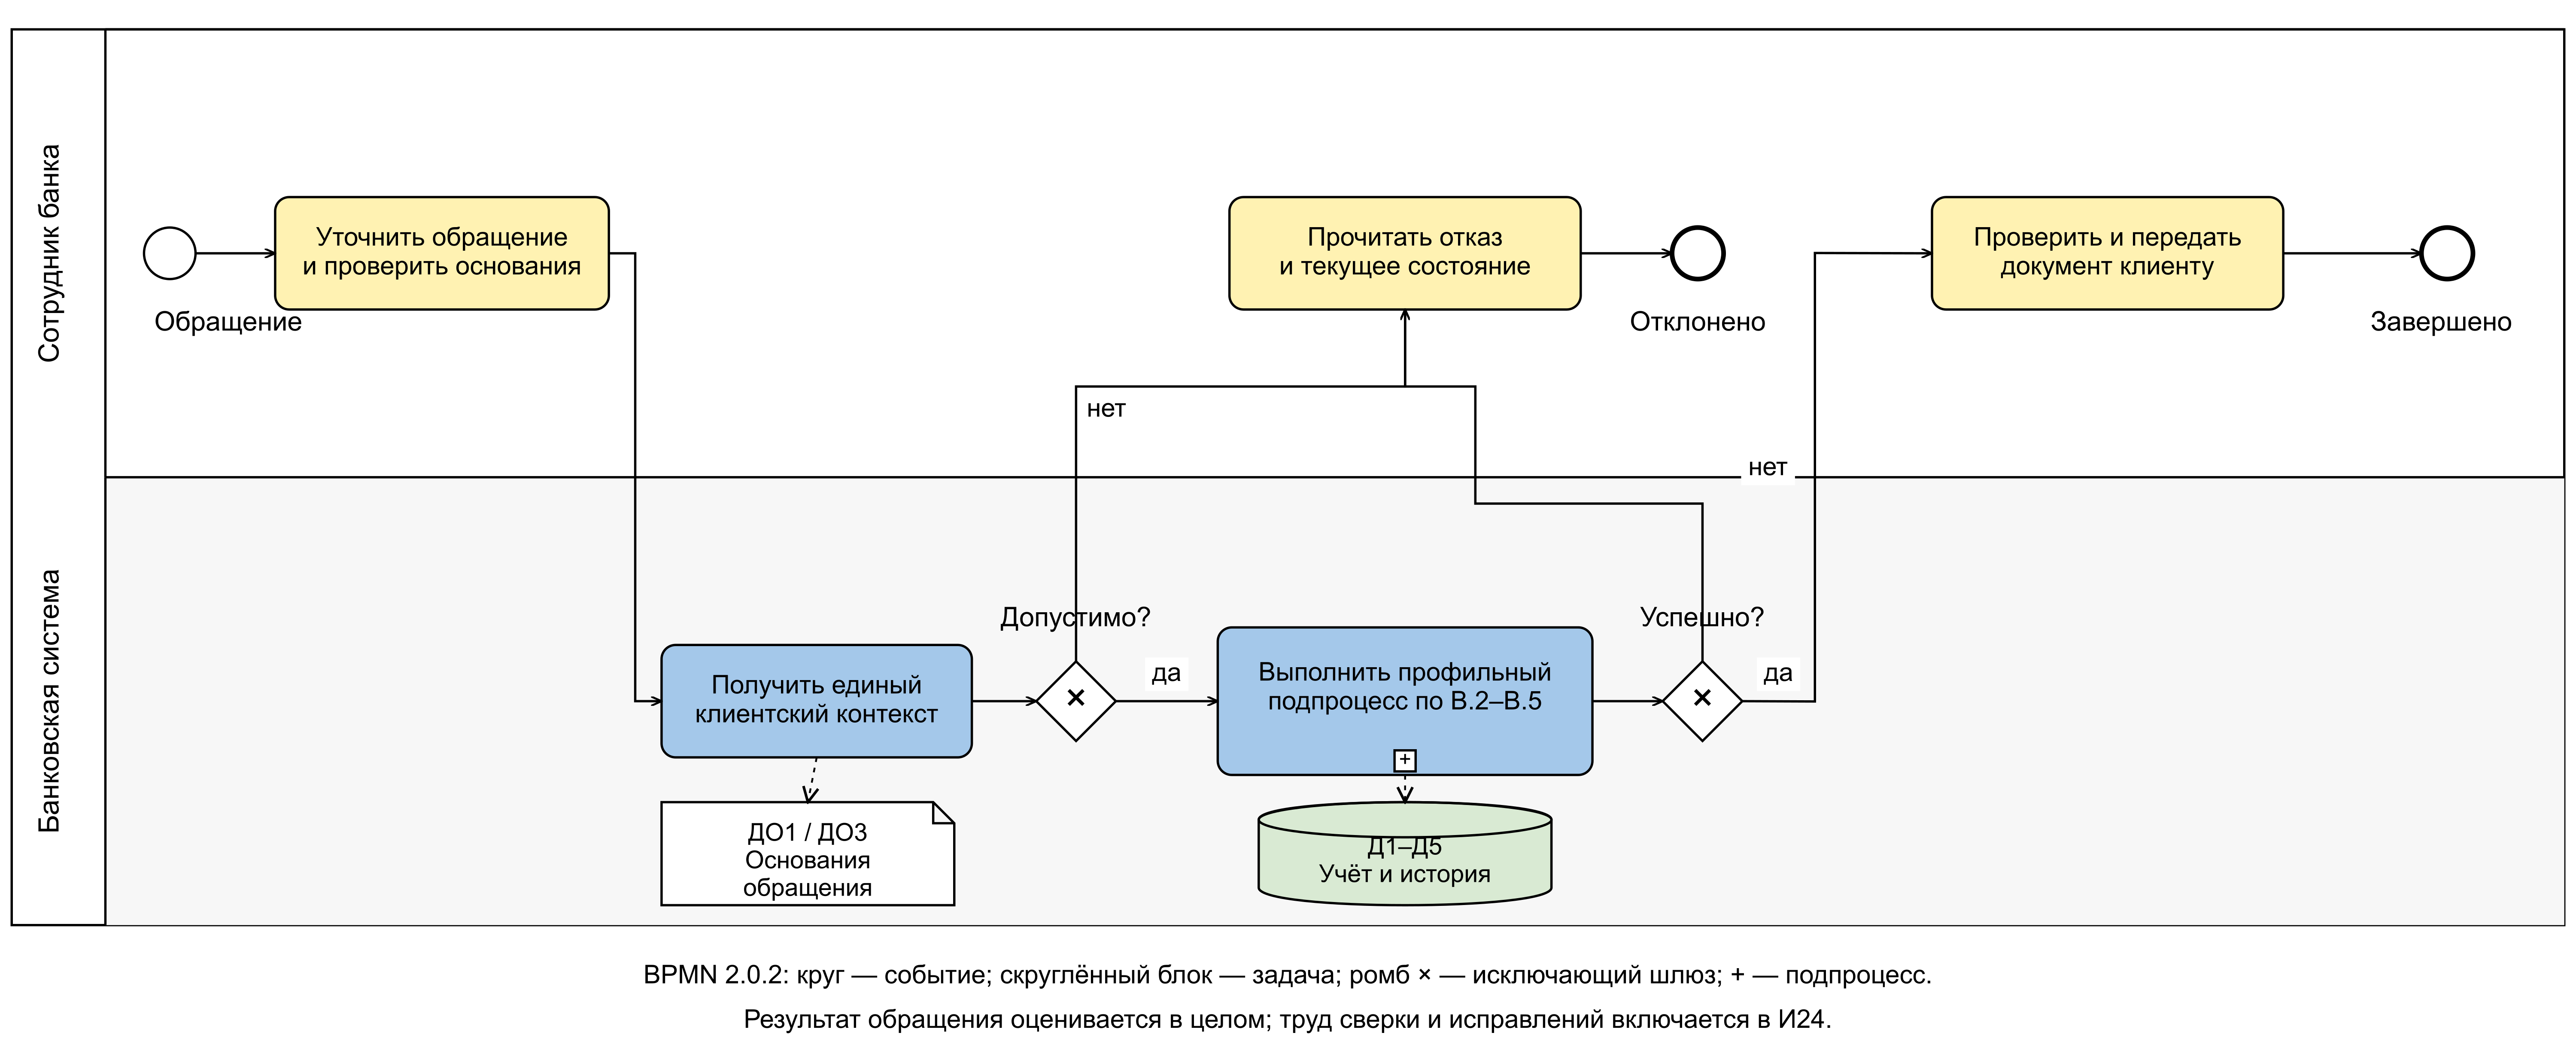 Сотрудник банка
Уточнить обращение
и проверить основания
Обращение
Прочитать отказ
и текущее состояние
Отклонено
Проверить и передать
документ клиенту
Завершено
нет
нет
Банковская система
Допустимо?
Успешно?
Получить единый
клиентский контекст
да
Выполнить профильный
подпроцесс по В.2–В.5
да
ДО1 / ДО3
Основания
обращения
Д1–Д5
Учёт и история
BPMN 2.0.2: круг — событие; скруглённый блок — задача; ромб × — исключающий шлюз; + — подпроцесс.
Результат обращения оценивается в целом; труд сверки и исправлений включается в И24.